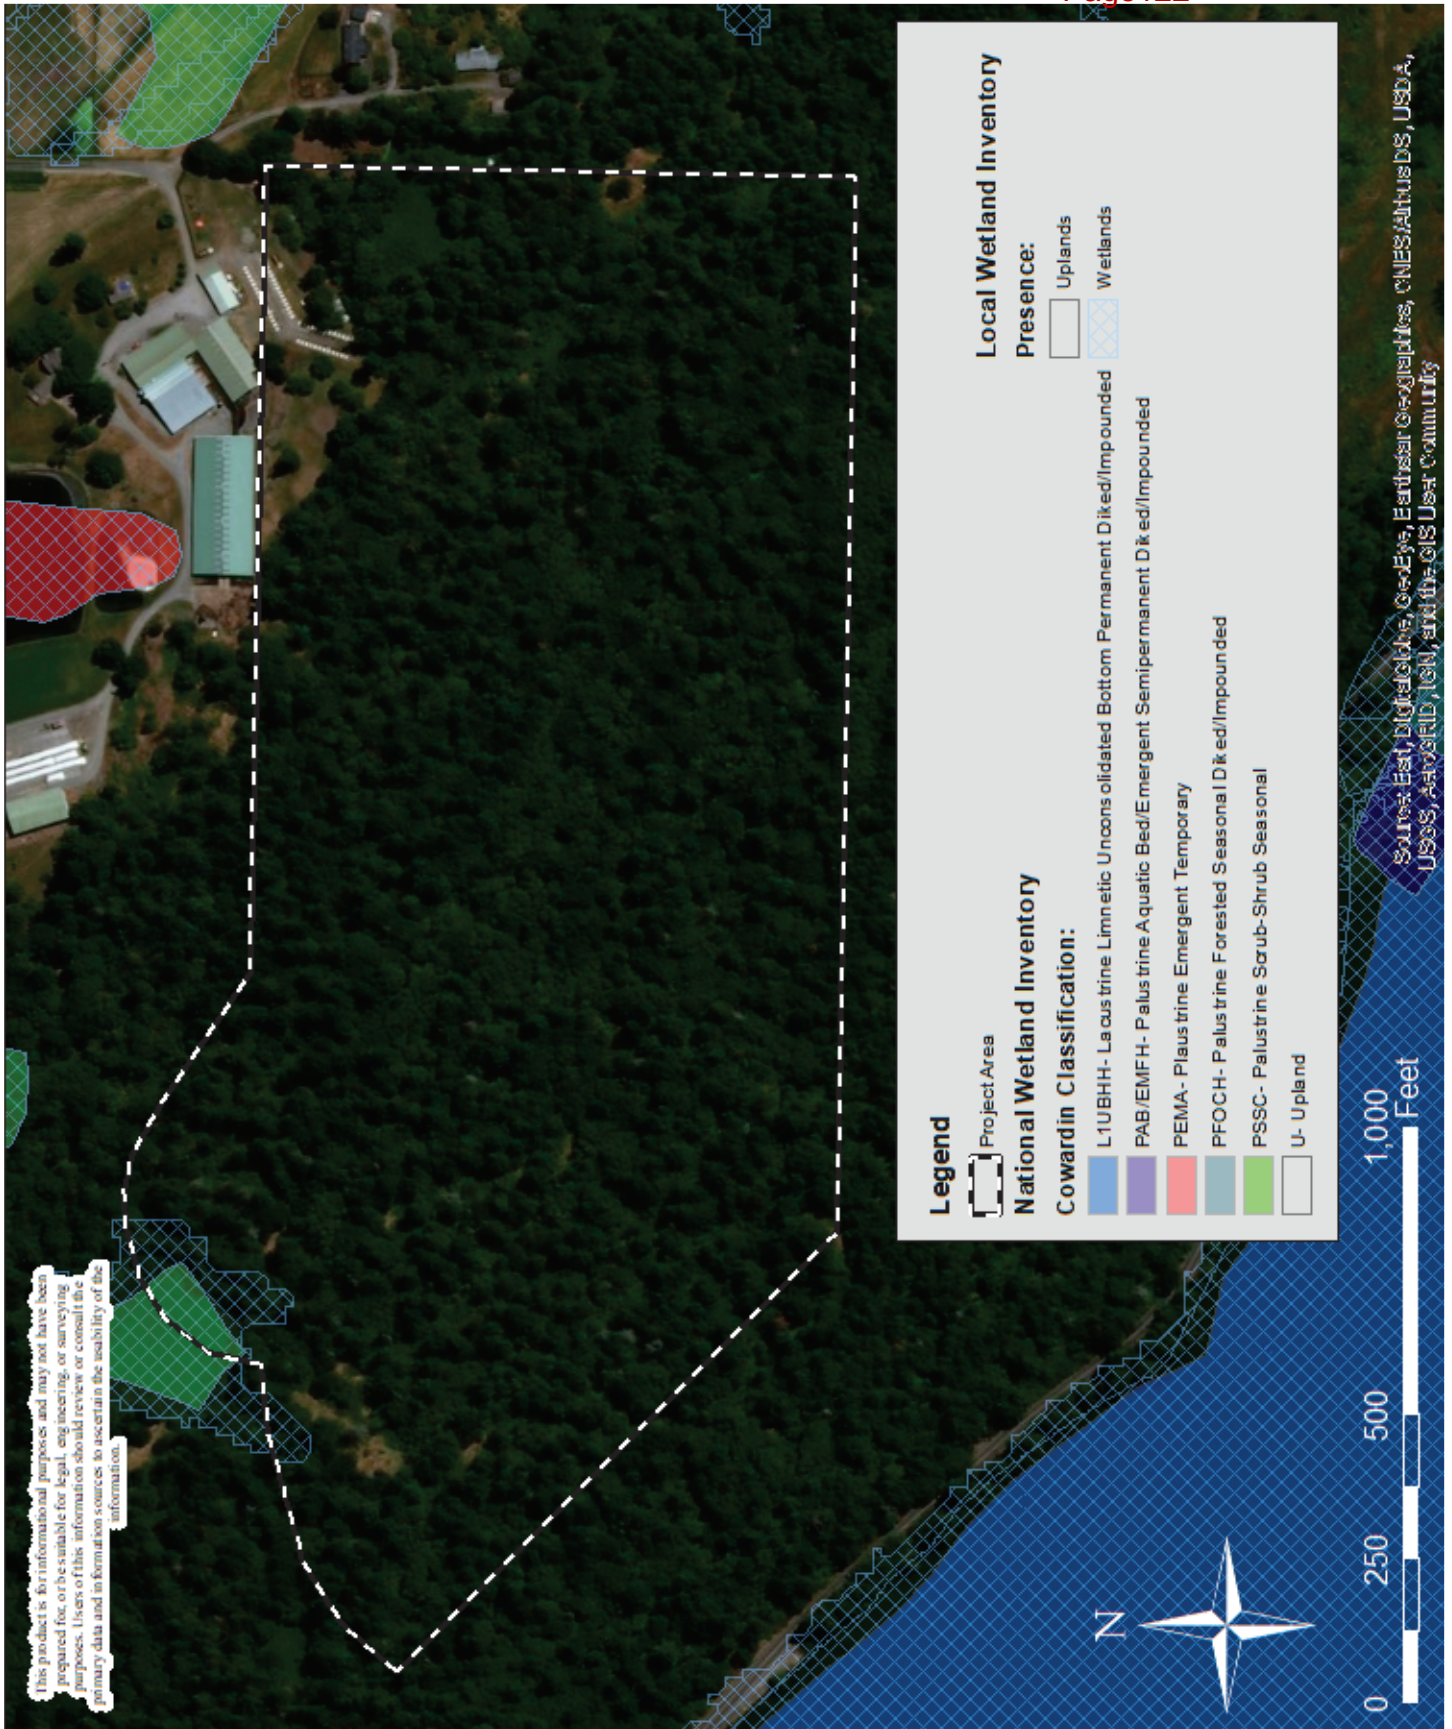 This product is for informational purposes and may not have been
prepared for, or be suitable for legal, engineering, or surveying
purposes. Users of this information should review or consult the
primary data and information sources to ascertain the usability of the
information.
Legend
Project Area
National Wetland Inventory
Cowardin Classification:
L1UBHH- Lacustrine Limnetic Unconsolidated Bottom Permanent Diked/Impounded
PAB/EMFH- Palustrine Aquatic Bed/Emergent Semipermanent Diked/Impounded
PEMA- Plaustrine Emergent Temporary
PFOCH- Palustrine Forested Seasonal Diked/Impounded
PSSC- Palustrine Scrub-Shrub Seasonal
U- Upland
Local Wetland Inventory
Presence:
Uplands
Wetlands
N
0 250 500 1,000
Feet
Source: Esri, DigitalGlobe, GeoEye, Earthstar Geographics, CNES/Airbus DS, USDA,
USGS, AeroGRID, IGN, and the GIS User Community